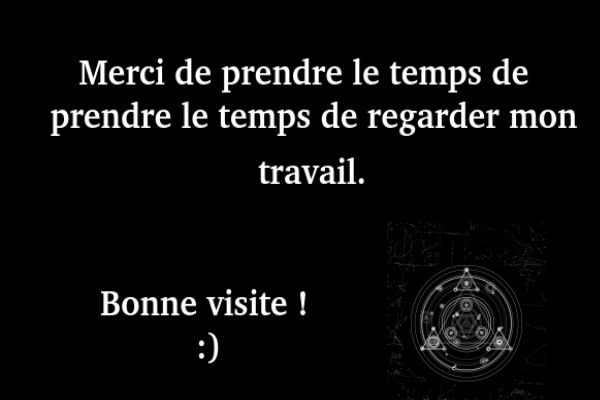 Merci de prendre le temps de
prendre le temps de regarder mon
travail.
Bonne visite !
:)